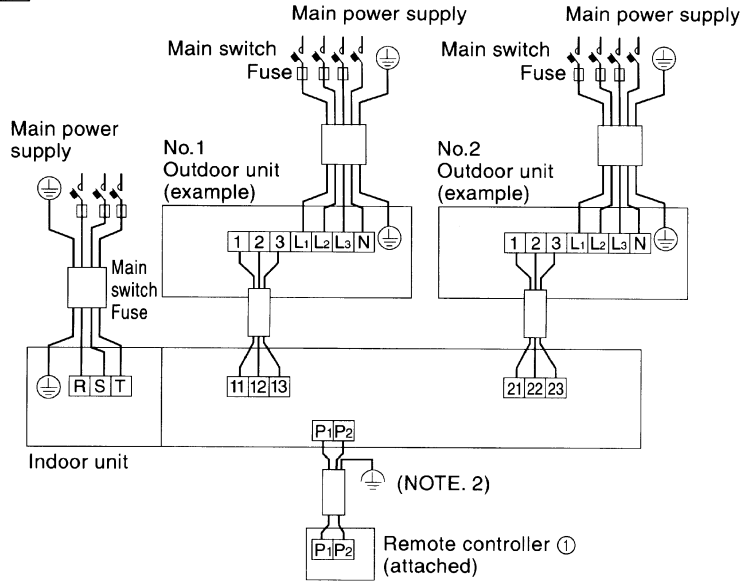 Main power supply
Main power supply
Main switch
Fuse
Main switch
Fuse
Main power
supply
No.1
Outdoor unit
(example)
No.2
Outdoor unit
(example)
1 2 3 L1 L2 L3 N
1 2 3 L1 L2 L3 N
Main
switch
Fuse
R S T
11 12 13
21 22 23
P1 P2
Indoor unit
(NOTE. 2)
P1 P2
Remote controller ①
(attached)